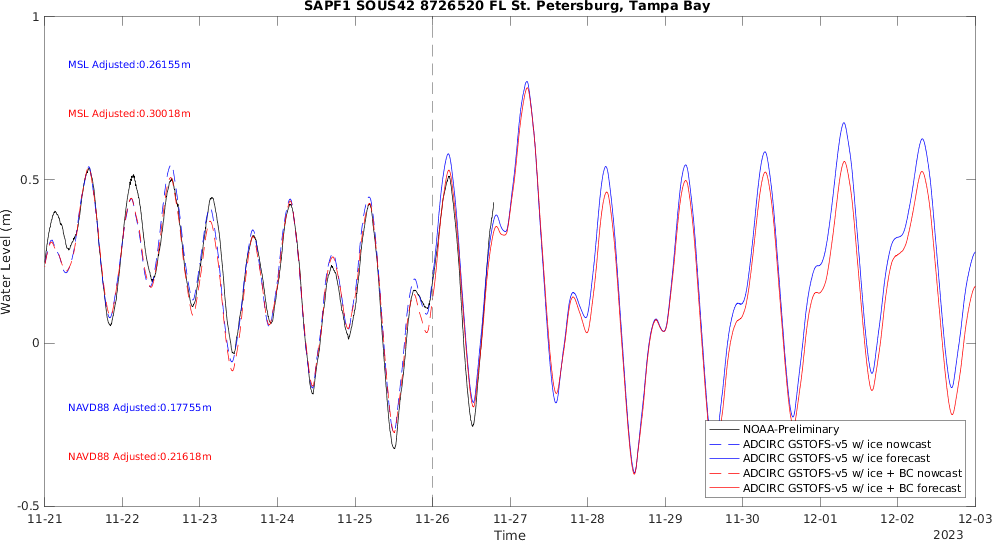 SAPF1 SOUS42 8726520 FL St. Petersburg, Tampa Bay
1
MSL Adjusted:0.26155m
MSL Adjusted:0.30018m
0.5
Water Level (m)
0
NAVD88 Adjusted:0.17755m
NAVD88 Adjusted:0.21618m
NOAA-Preliminary
ADCIRC GSTOFS-v5 w/ ice nowcast
ADCIRC GSTOFS-v5 w/ ice forecast
ADCIRC GSTOFS-v5 w/ ice + BC nowcast
ADCIRC GSTOFS-v5 w/ ice + BC forecast
-0.5
11-21 11-22 11-23 11-24 11-25 11-26 11-27 11-28 11-29 11-30 12-01 12-02 12-03
Time
2023